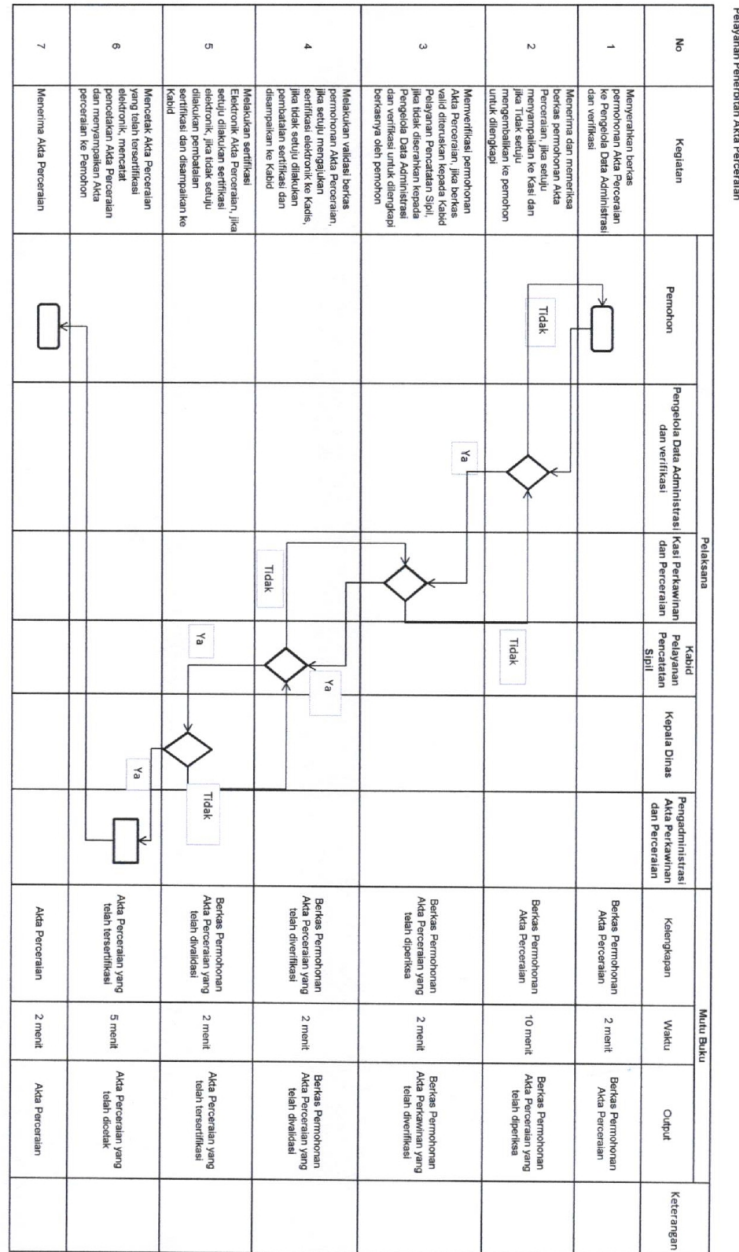 Pelayanan Penerbitan Akta Perceraian
No
Kegiatan
Pelaksana
Mutu Buku
Keterangan
Pemohon
Pengelola Data Administrasi
dan verifikasi
Kasi Perkawinan
dan Perceraian
Kabid
Pelayanan
Pencatatan
Sipil
Kepala Dinas
Pengadministrasi
Akta Perkawinan
dan Perceraian
Kelengkapan
Waktu
Output
1
Menyerahkan berkas
permohonan Akta Perceraian
ke Pengelola Data Administrasi
dan verifikasi
Berkas Permohonan
Akta Perceraian
2 menit
Berkas Permohonan
Akta Perceraian
2
Menerima dan memeriksa
berkas permohonan Akta
Perceraian, jika setuju
menyampaikan ke Kasi dan
jika Tidak setuju
mengembalikan ke pemohon
untuk dilengkapi
Tidak
Ya
Tidak
Berkas Permohonan
Akta Perceraian
10 menit
Berkas Permohonan
Akta Perceraian yang
telah diperiksa
3
Memverifikasi permohonan
Akta Perceraian, jika berkas
valid diteruskan kepada Kabid
Pelayanan Pencatatan Sipil,
jika tidak diserahkan kepada
Pengelola Data Administrasi
dan verifikasi untuk dilengkapi
berkasnya oleh pemohon
Berkas Permohonan
Akta Perceraian yang
telah diperiksa
2 menit
Berkas Permohonan
Akta Perkawinan yang
telah diverifikasi
4
Melakukan validasi berkas
permohonan Akta Perceraian,
jika setuju mengajukan
sertifikasi elektronik ke Kadis,
jika tidak setuju dilakukan
pembatalan sertifikasi dan
disampaikan ke Kabid
Tidak
Ya
Berkas Permohonan
Akta Perceraian yang
telah diverifikasi
2 menit
Berkas Permohonan
Akta Perceraian yang
telah divalidasi
5
Melakukan sertifikasi
Elektronik Akta Perceraian, jika
setuju dilakukan sertifikasi
elektronik, jika tidak setuju
dilakukan pembatalan
sertifikasi dan disampaikan ke
Kabid
Ya
Tidak
Berkas Permohonan
Akta Perceraian yang
telah divalidasi
2 menit
Akta Perceraian yang
telah tersertifikasi
6
Mencetak Akta Perceraian
yang telah tersertifikasi
elektronik, mencatat
pencetakan Akta Perceraian
dan menyampaikan Akta
perceraian ke Pemohon
Ya
Akta Perceraian yang
telah tersertifikasi
5 menit
Akta Perceraian yang
telah dicetak
7
Menerima Akta Perceraian
Akta Perceraian
2 menit
Akta Perceraian